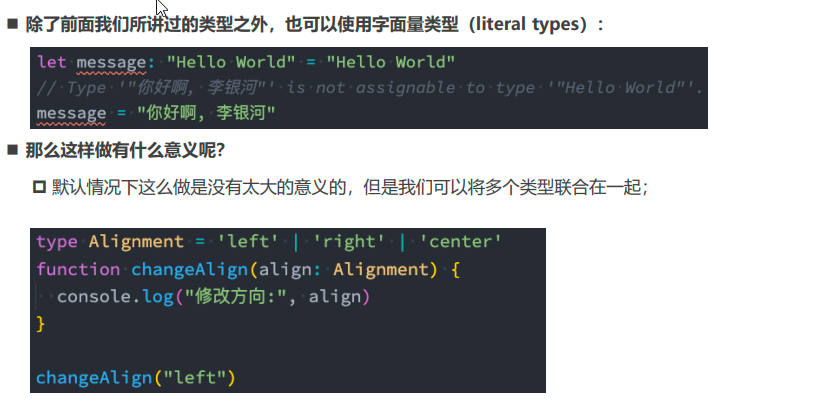 除了前面我们所讲过的类型之外，也可以使用字面量类型（literal types）：
let message: "Hello World" = "Hello World"
// Type '"你好啊, 李银河"' is not assignable to type '"Hello World"'.
message = "你好啊, 李银河"
那么这样做有什么意义呢？
默认情况下这么做是没有太大的意义的，但是我们可以将多个类型联合在一起；
type Alignment = 'left' | 'right' | 'center'
function changeAlign(align: Alignment) {
  console.log("修改方向:", align)
}
changeAlign("left")